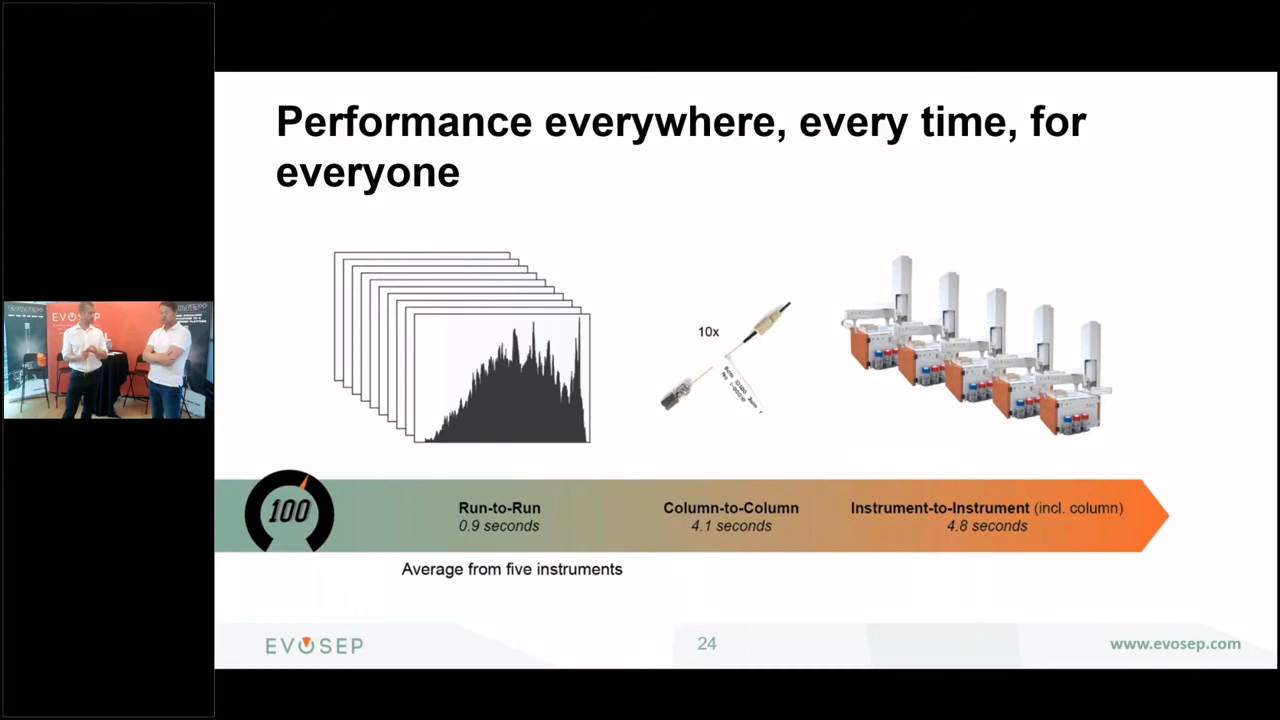 Performance everywhere, every time, for
everyone
10x
100
Run-to-Run
0.9 seconds
Column-to-Column
4.1 seconds
Instrument-to-Instrument (incl. column)
4.8 seconds
Average from five instruments
EVOSEP
24
www.evosep.com
EVOSEP